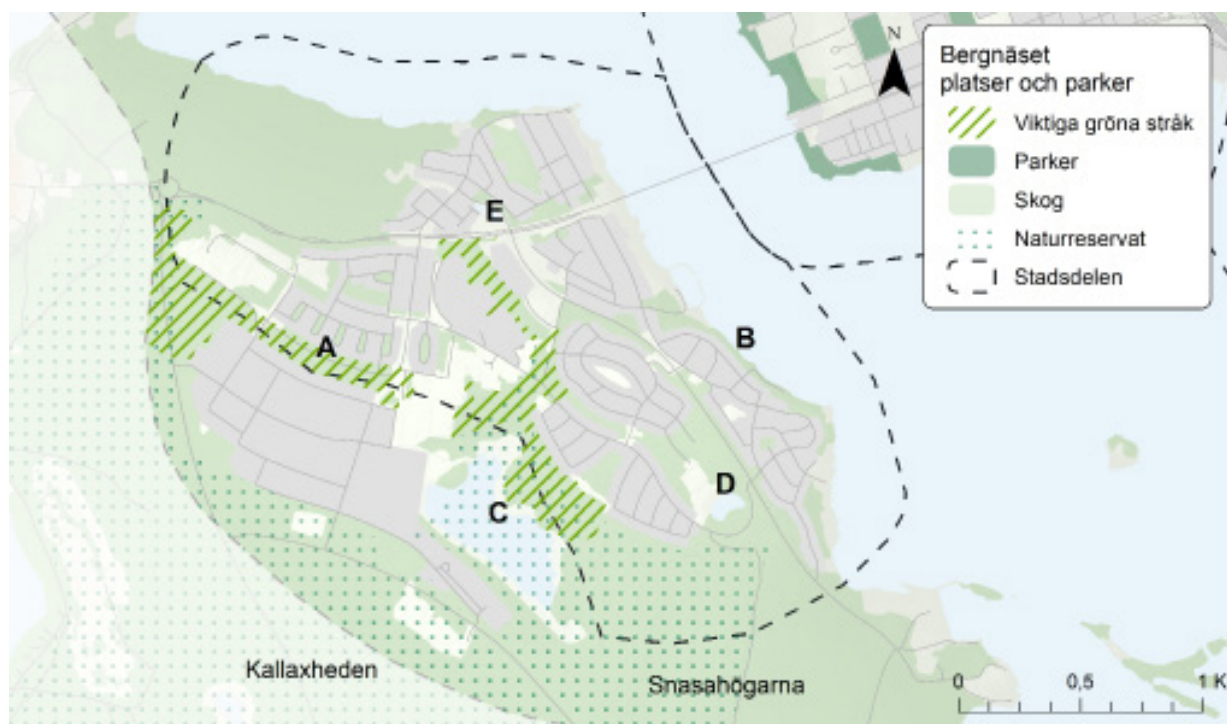 N
Bergnäset
platser och parker
Viktiga gröna stråk
Parker
Skog
Naturreservat
Stadsdelen
E
B
A
D
C
Kallaxheden
Snasahögarna
0
0,5
1 K